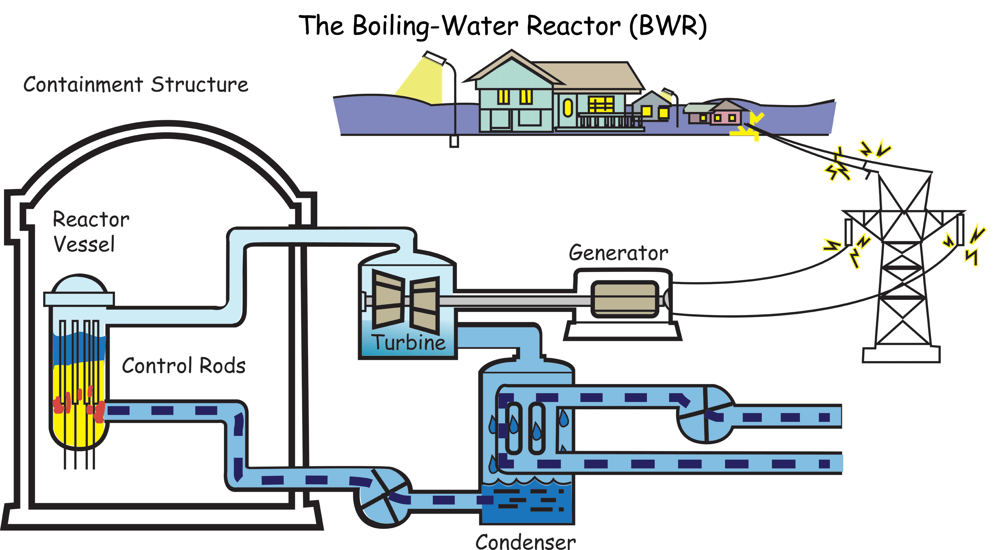 The Boiling-Water Reactor (BWR)
Containment Structure
Reactor
Vessel
Generator
Turbine
Control Rods
Condenser